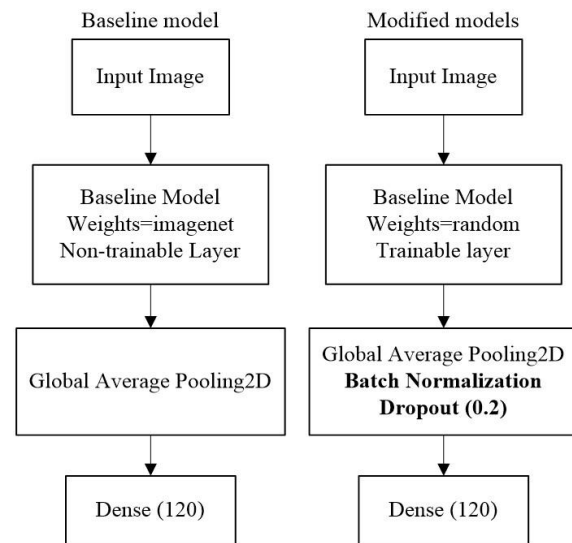 Baseline model
Input Image
Baseline Model
Weights=imagenet
Non-trainable Layer
Global Average Pooling2D
Dense (120)
Modified models
Input Image
Baseline Model
Weights=random
Trainable layer
Global Average Pooling2D
Batch Normalization
Dropout (0.2)
Dense (120)